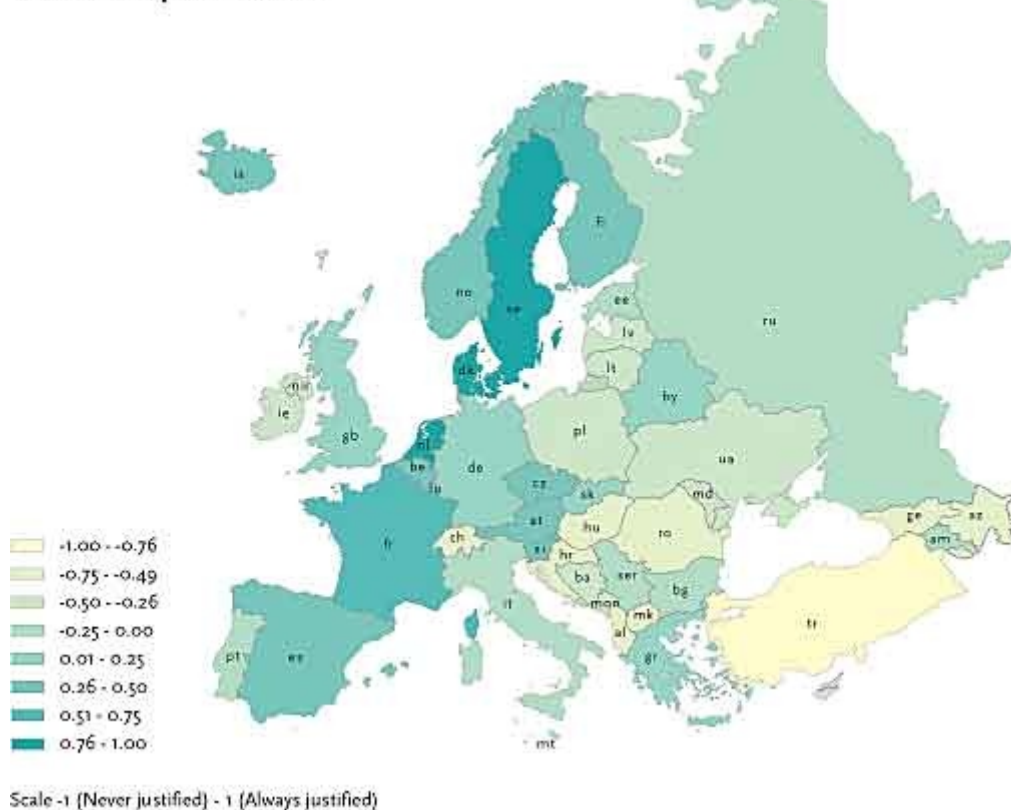 is
fi
no
se
ee
ru
lv
dk
lt
ni
by
ie
pl
gb
nl
ua
be
de
lu
cz
sk
md
fr
at
hu
ge
az
ch
ro
am
si
hr
ba
ser
bg
it
mon
mk
al
tr
pt
es
gr
mt
-1.00 - -0.76
-0.75 - -0.49
-0.50 - -0.26
-0.25 - 0.00
0.01 - 0.25
0.26 - 0.50
0.51 - 0.75
0.76 - 1.00
Scale -1 (Never justified) - 1 (Always justified)